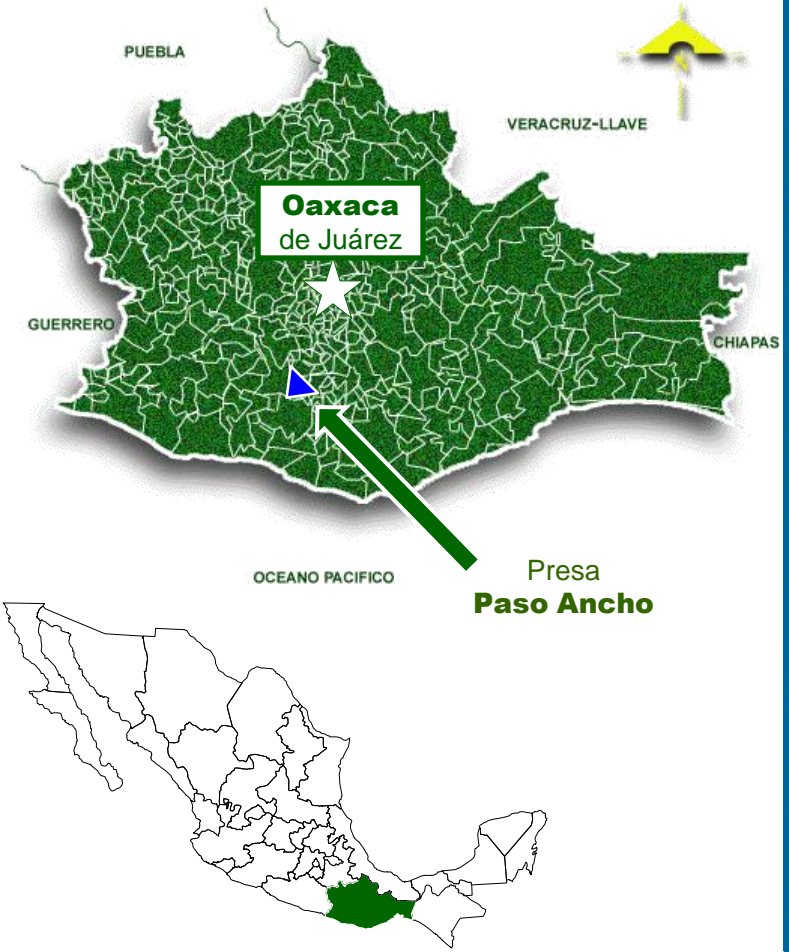 PUEBLA
VERACRUZ-LLAVE
Oaxaca
de Juárez
GUERRERO
CHIAPAS
OCEANO PACIFICO
Presa
Paso Ancho